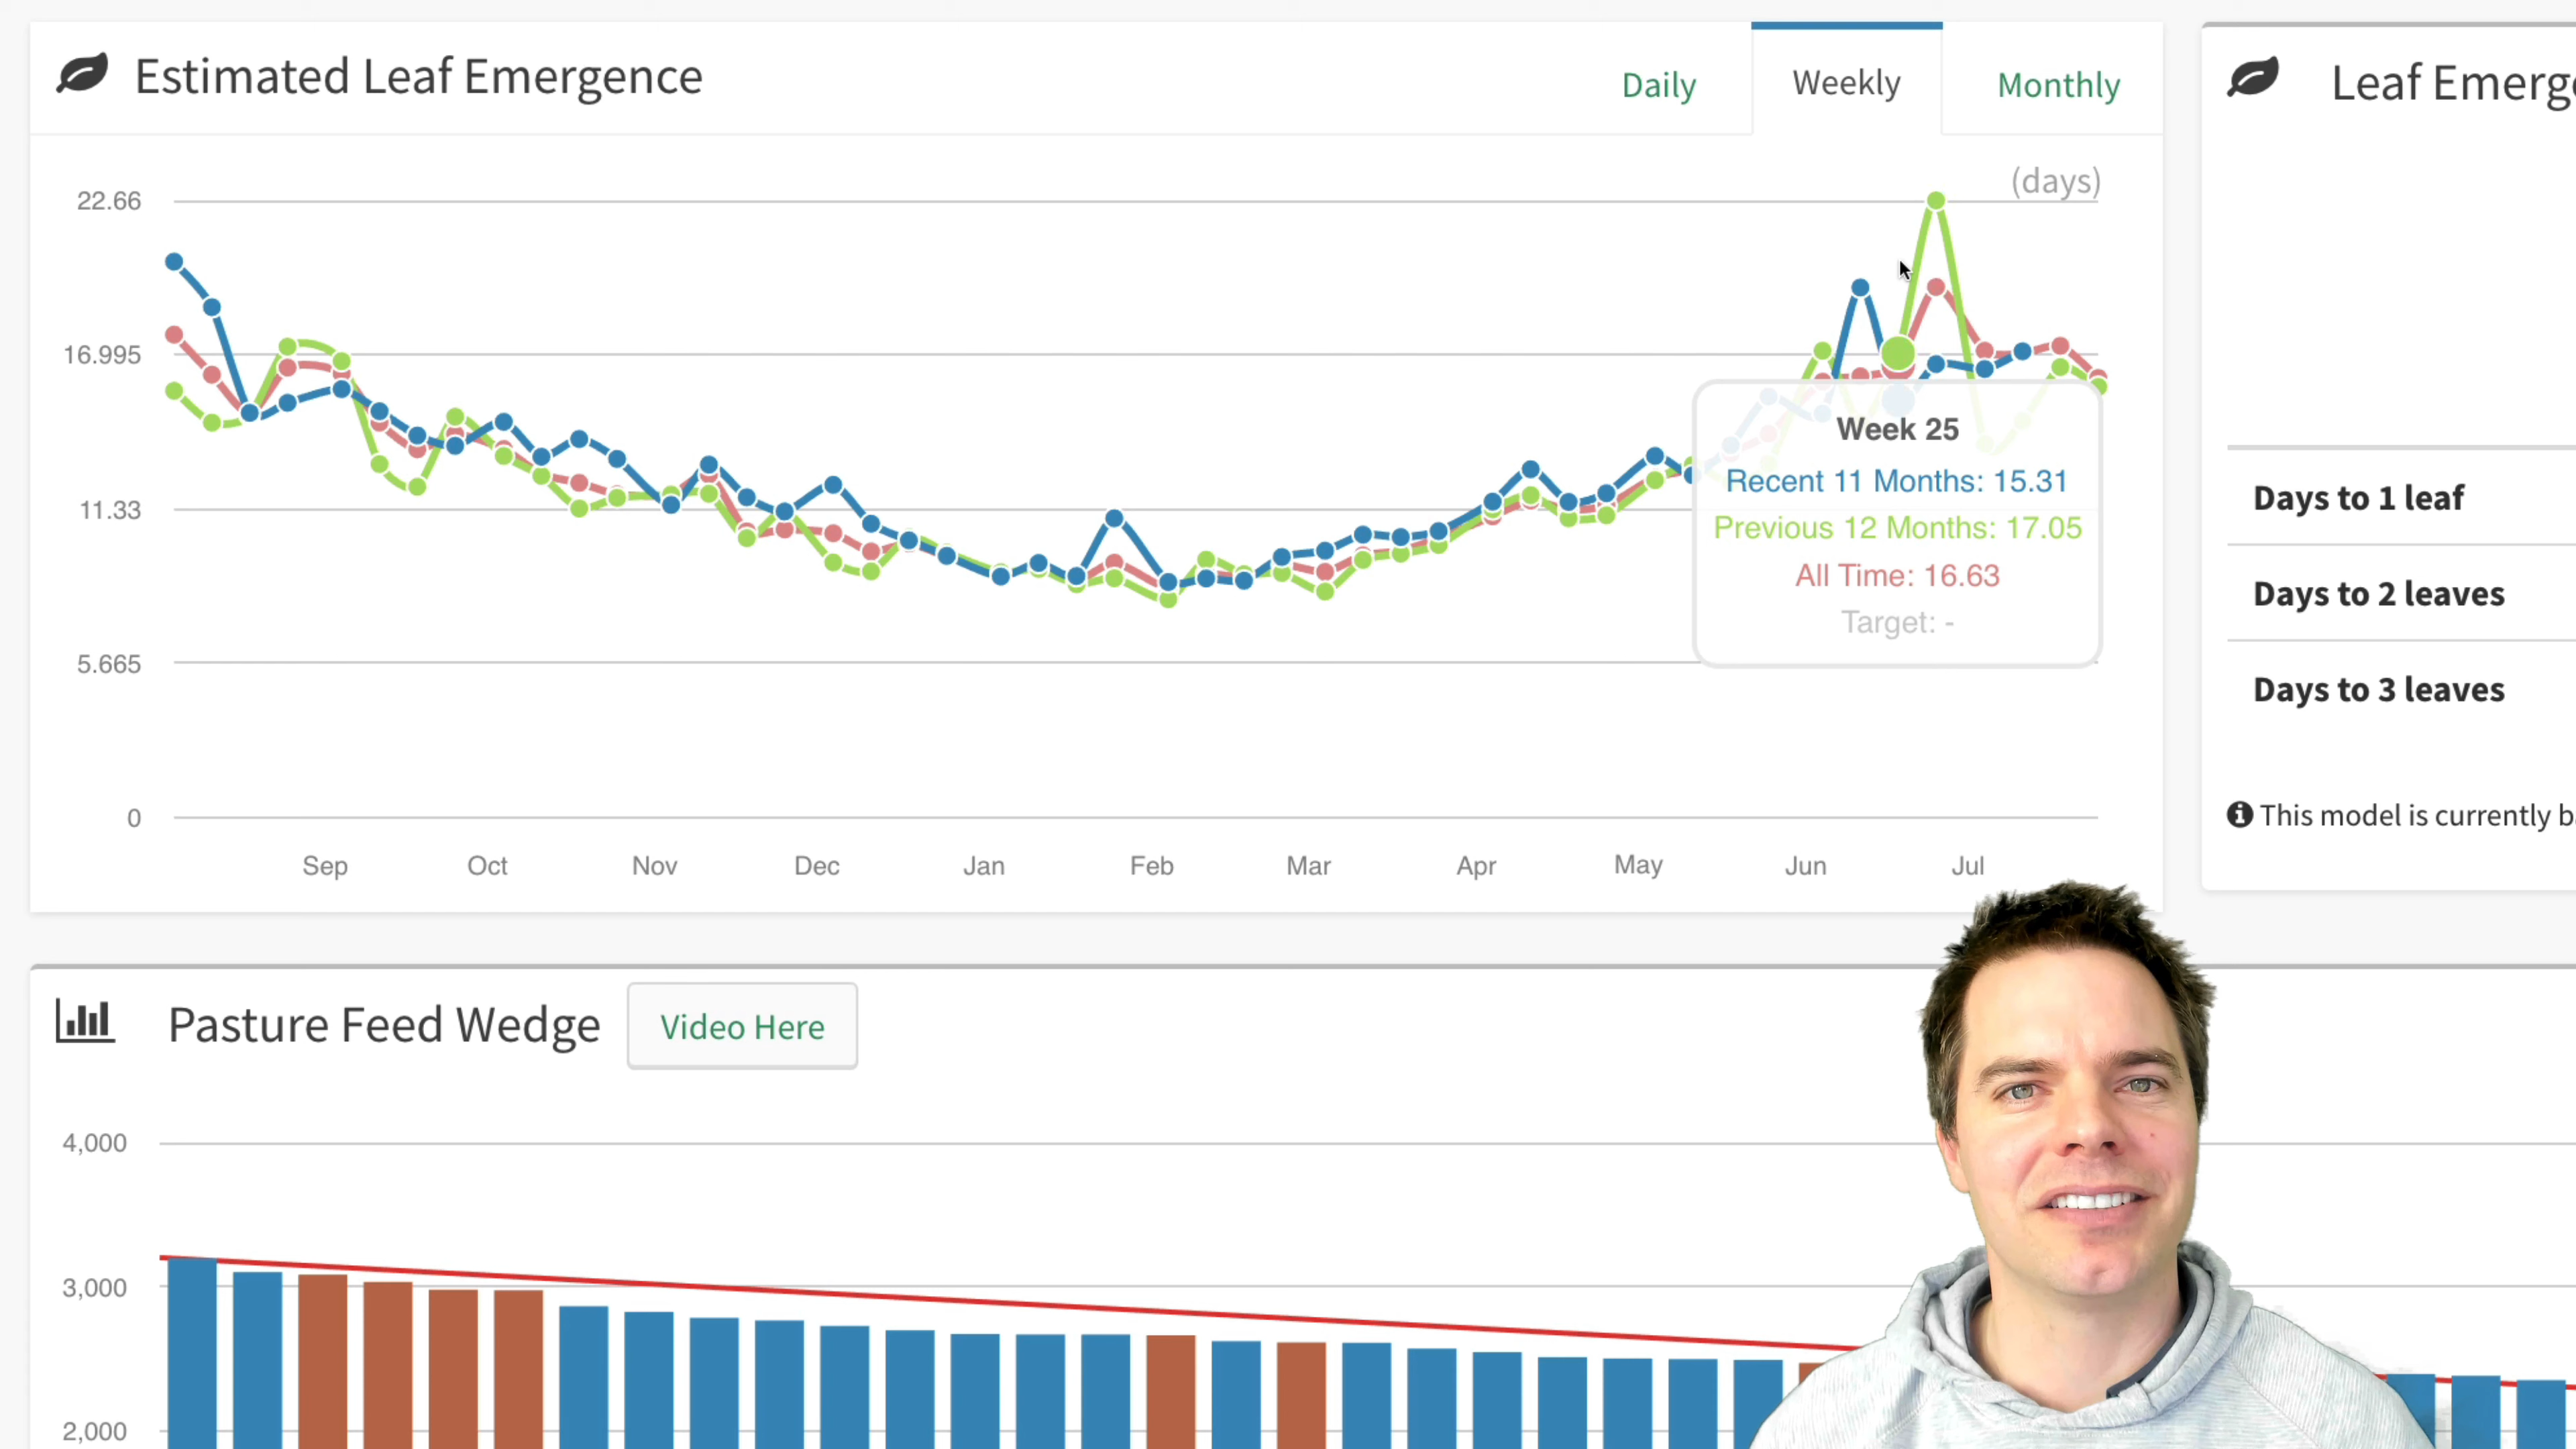 Estimated Leaf Emergence
Daily
Weekly
Monthly
(days)
22.66
16.995
11.33
5.665
0
Sep
Oct
Nov
Dec
Jan
Feb
Mar
Apr
May
Jun
Jul
Week 25
Recent 11 Months: 15.31
Previous 12 Months: 17.05
All Time: 16.63
Target: -
Leaf
Days to 1 leaf
Days to 2 leaves
Days to 3 leaves
This model is currently
Pasture Feed Wedge
Video Here
4,000
3,000
2,000